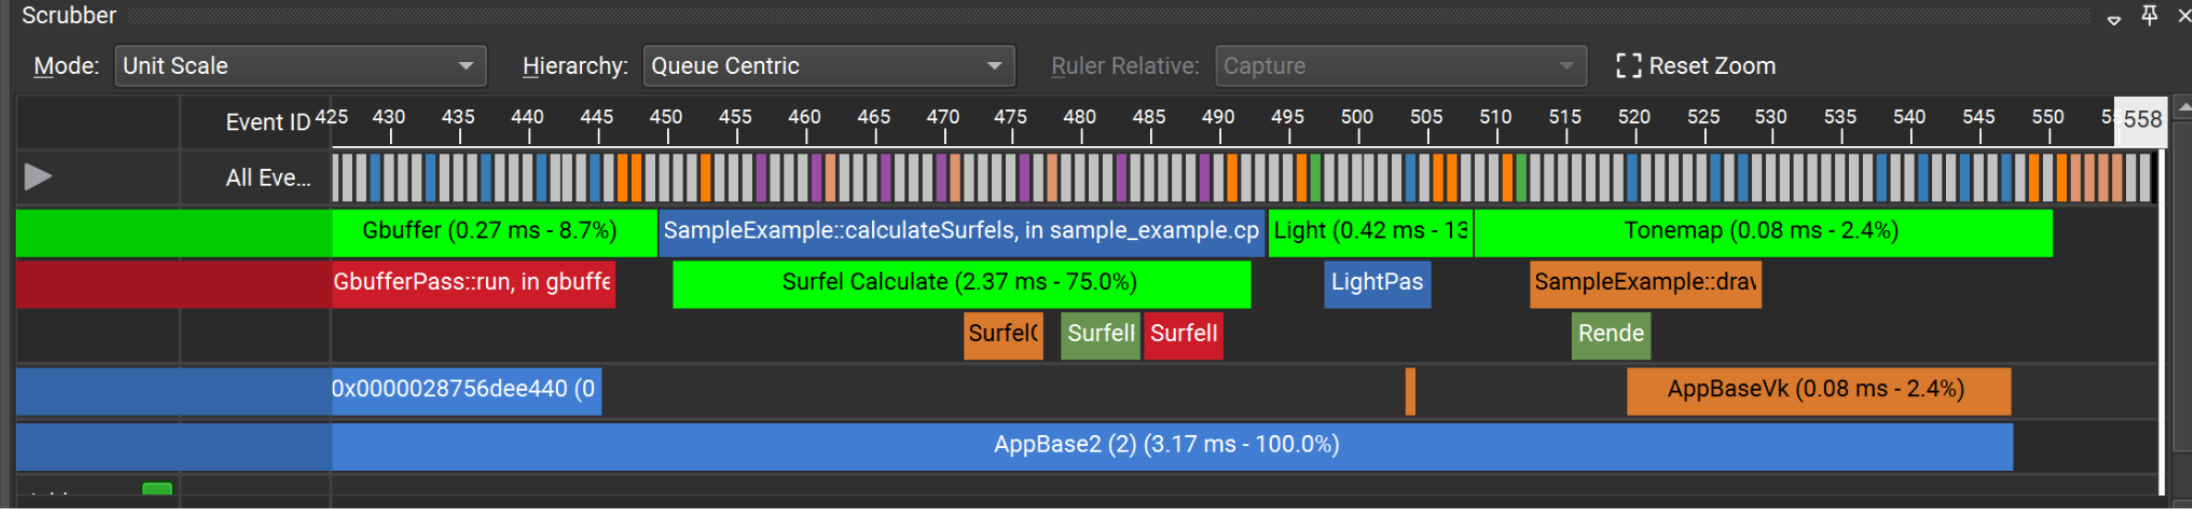 Scrubber
Mode: Unit Scale Hierarchy: Queue Centric Ruler Relative: Capture Reset Zoom
Event ID 425 430 435 440 445 450 455 460 465 470 475 480 485 490 495 500 505 510 515 520 525 530 535 540 545 550 558
All Eve...
Gbuffer (0.27 ms - 8.7%) SampleExample::calculateSurfels, in sample_example.cp Light (0.42 ms - 13 Tonemap (0.08 ms - 2.4%)
GbufferPass::run, in gbuffe Surfel Calculate (2.37 ms - 75.0%) LightPas SampleExample::drav
Surfel( Surfell Surfell Rende
0x0000028756dee440 (0 AppBaseVk (0.08 ms - 2.4%)
AppBase2 (2) (3.17 ms - 100.0%)